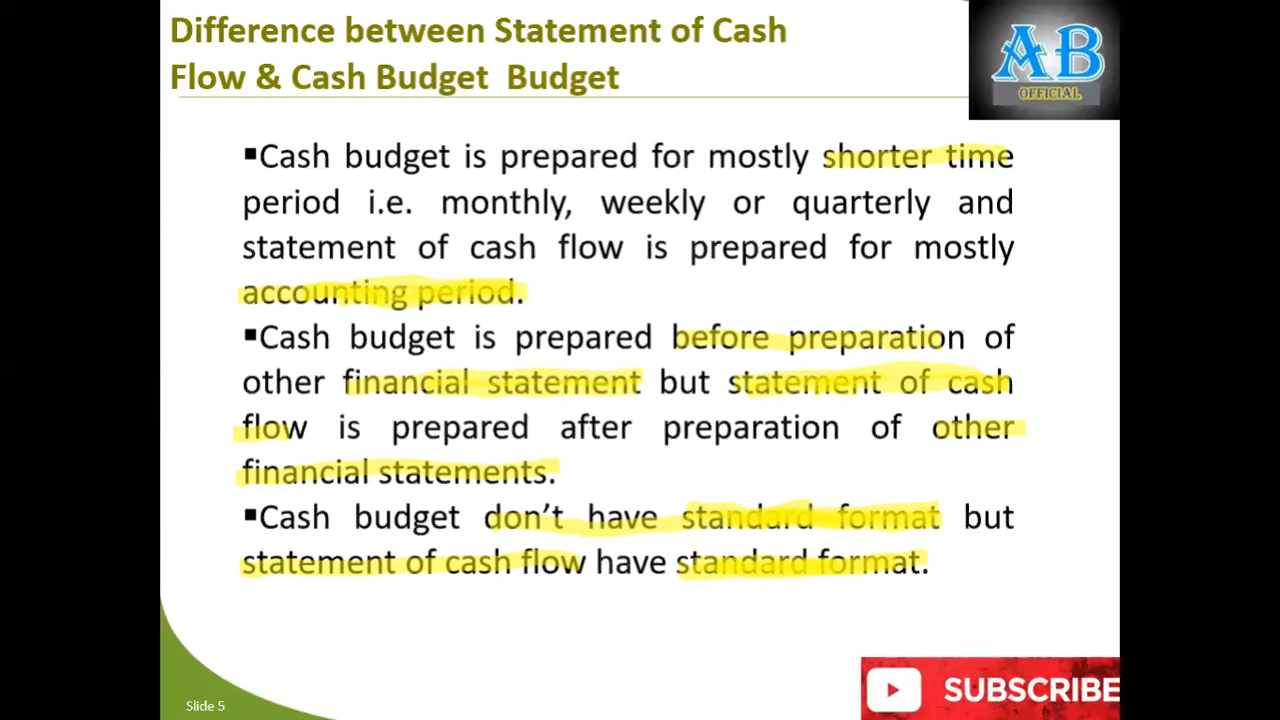 Difference between Statement of Cash
Flow & Cash Budget Budget
AB
OFFICIAL
▪Cash budget is prepared for mostly shorter time
period i.e. monthly, weekly or quarterly and
statement of cash flow is prepared for mostly
accounting period.
▪Cash budget is prepared before preparation of
other financial statement but statement of cash
flow is prepared after preparation of other
financial statements.
▪Cash budget don’t have standard format but
statement of cash flow have standard format.
Slide 5
SUBSCRIBE